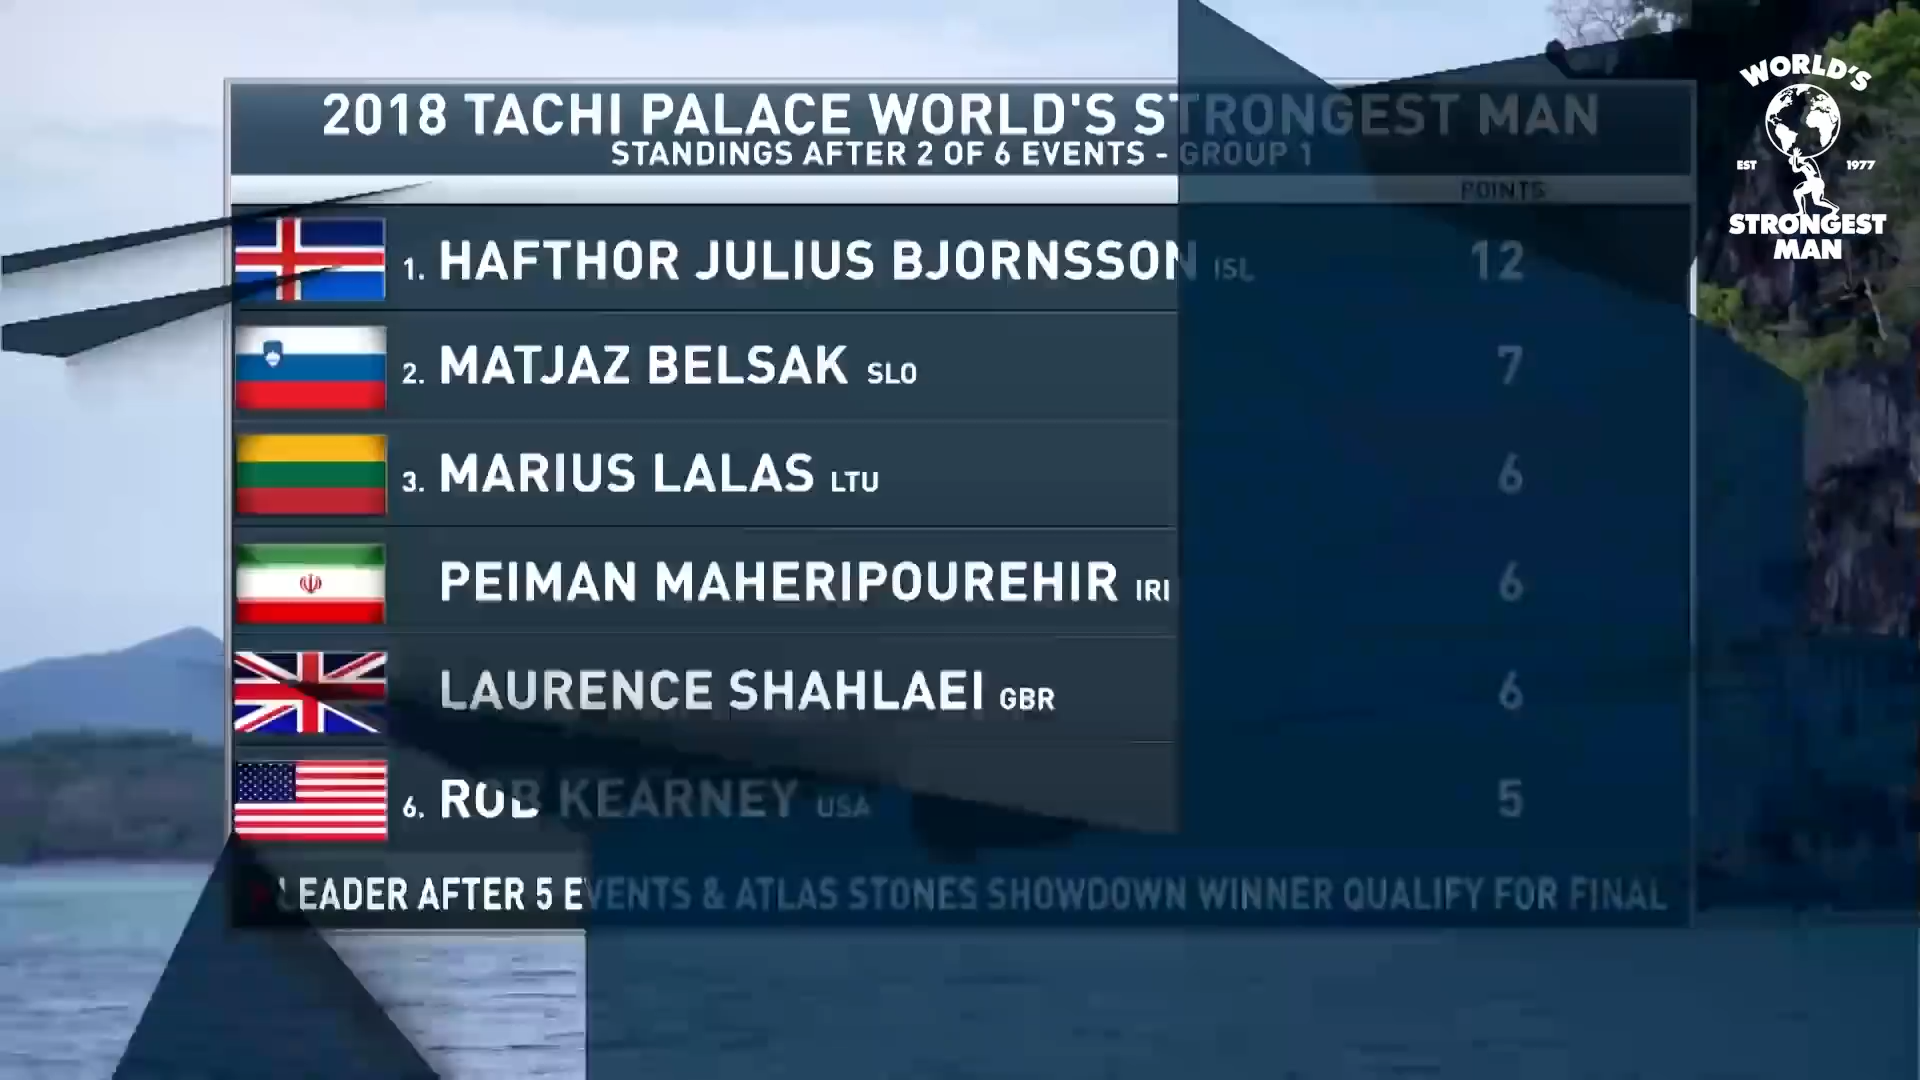 2018 TACHI PALACE WORLD'S STRONGEST MAN
STANDINGS AFTER 2 OF 6 EVENTS - GROUP 1
POINTS
1. HAFTHOR JULIUS BJORNSSON ISL 12
2. MATJAZ BELSAK SLO 7
3. MARIUS LALAS LTU 6
PEIMAN MAHERIPOUREHIR IRI 6
LAURENCE SHAHLAEI GBR 6
6. ROB KEARNEY USA 5
LEADER AFTER 5 EVENTS & ATLAS STONES SHOWDOWN WINNER QUALIFY FOR FINAL
WORLD'S
EST 1977
STRONGEST
MAN